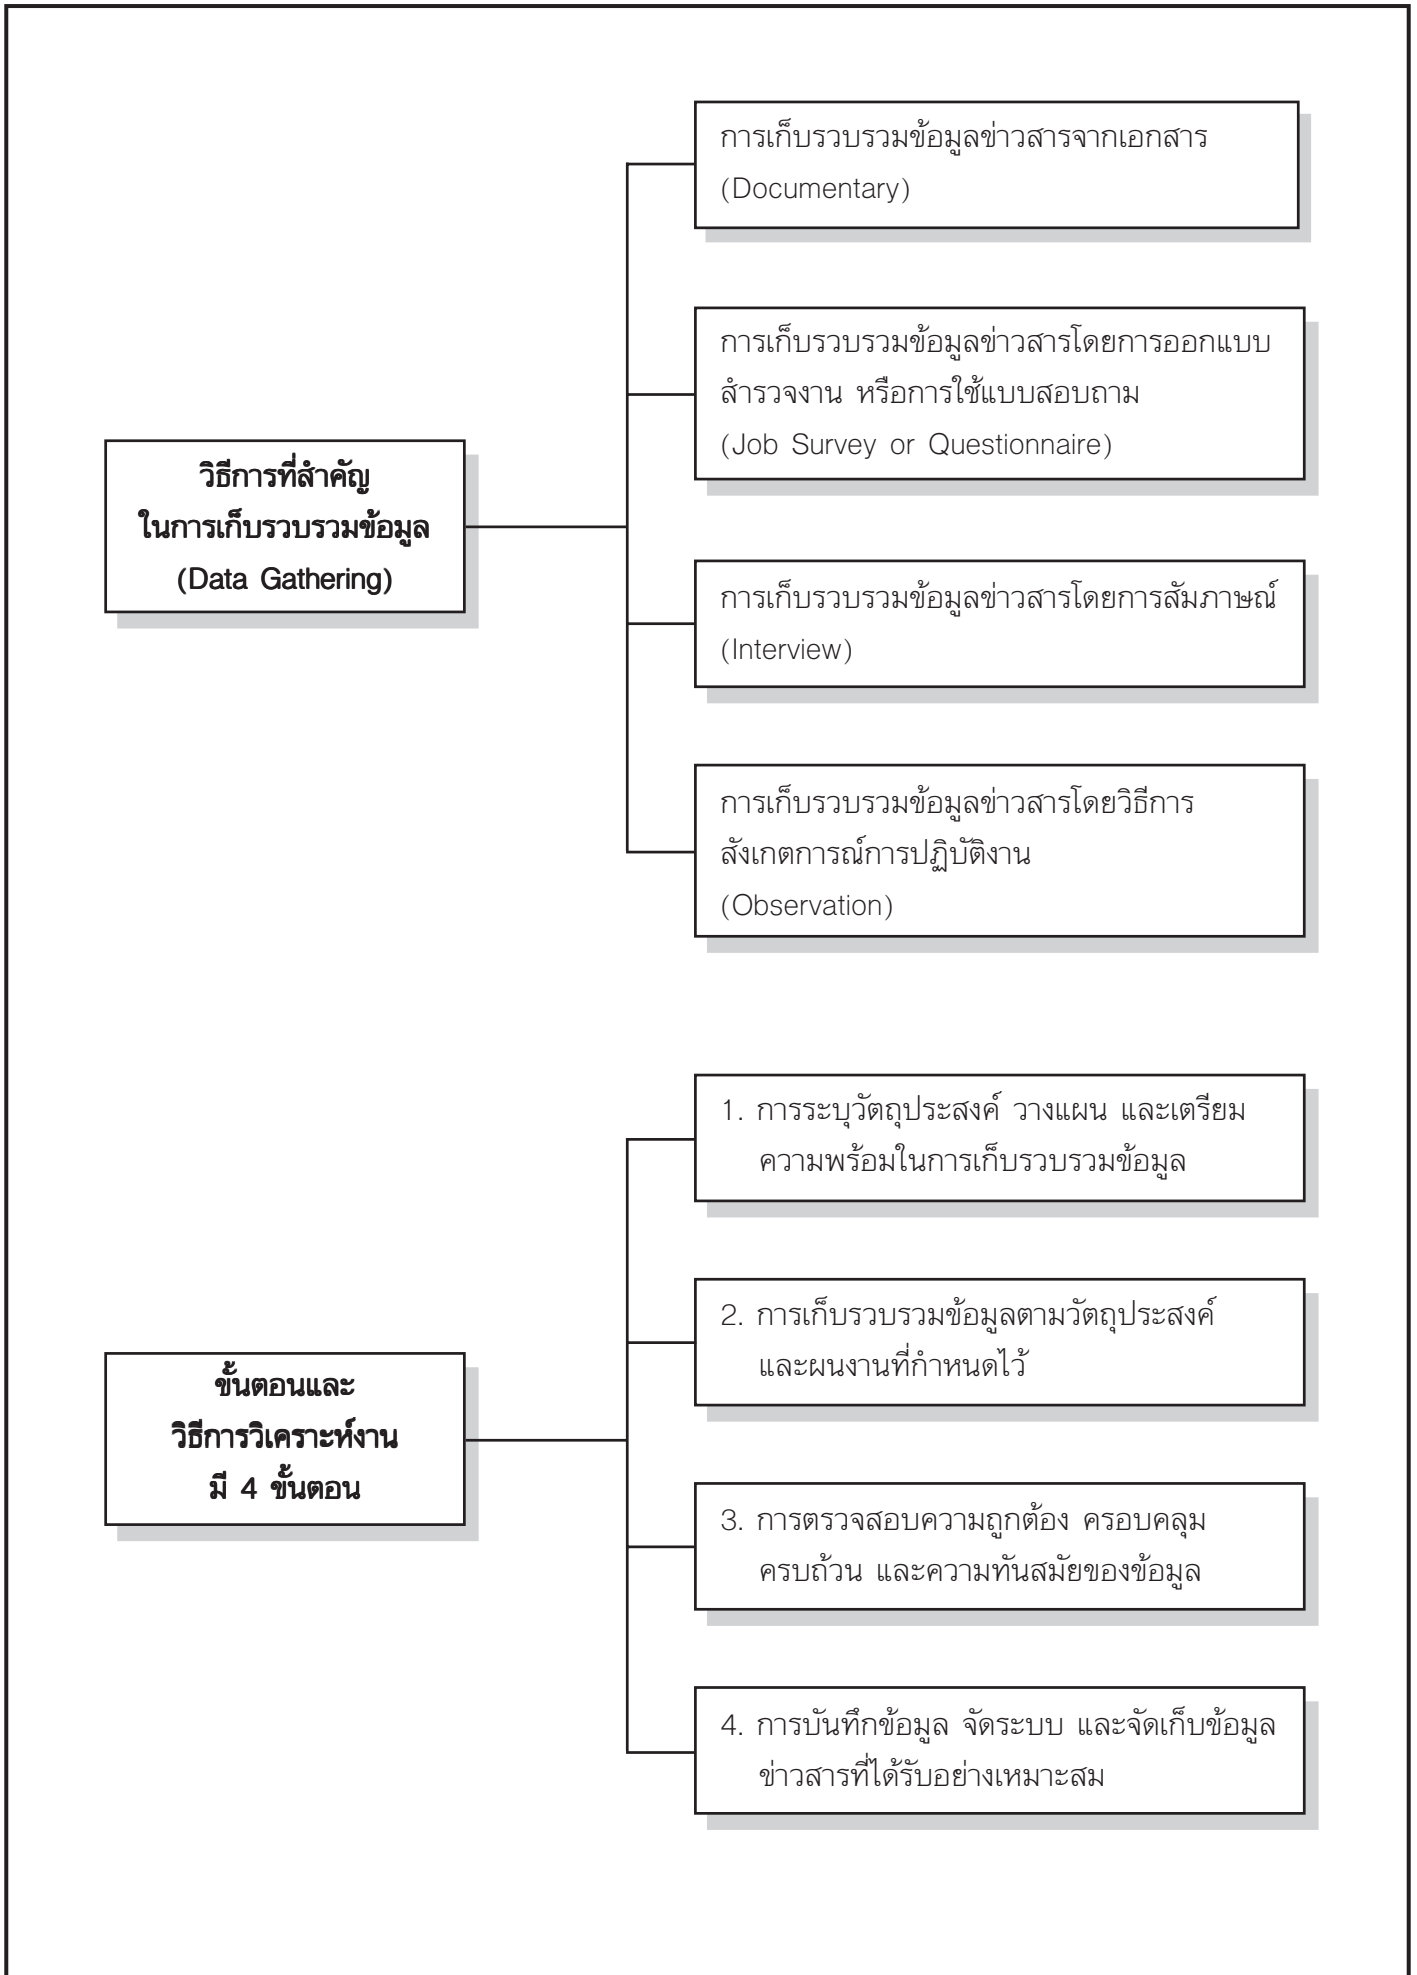 การเก็บรวบรวมข้อมูลข่าวสารจากเอกสาร
(Documentary)
การเก็บรวบรวมข้อมูลข่าวสารโดยการออกแบบ
สำรวจงาน หรือการใช้แบบสอบถาม
(Job Survey or Questionnaire)
วิธีการที่สำคัญ
ในการเก็บรวบรวมข้อมูล
(Data Gathering)
การเก็บรวบรวมข้อมูลข่าวสารโดยการสัมภาษณ์
(Interview)
การเก็บรวบรวมข้อมูลข่าวสารโดยวิธีการ
สังเกตการณ์การปฏิบัติงาน
(Observation)
1. การระบุวัตถุประสงค์ วางแผน และเตรียม
ความพร้อมในการเก็บรวบรวมข้อมูล
2. การเก็บรวบรวมข้อมูลตามวัตถุประสงค์
และผนงานที่กำหนดไว้
ขั้นตอนและ
วิธีการวิเคราะห์งาน
มี 4 ขั้นตอน
3. การตรวจสอบความถูกต้อง ครอบคลุม
ครบถ้วน และความทันสมัยของข้อมูล
4. การบันทึกข้อมูล จัดระบบ และจัดเก็บข้อมูล
ข่าวสารที่ได้รับอย่างเหมาะสม